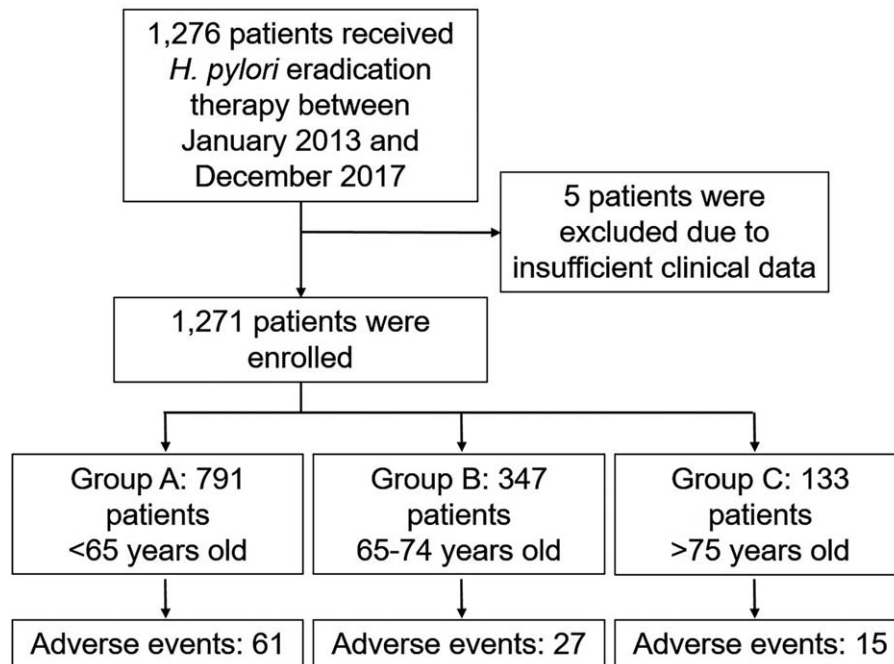 1,276 patients received
H. pylori eradication
therapy between
January 2013 and
December 2017
5 patients were
excluded due to
insufficient clinical data
1,271 patients were
enrolled
Group A: 791
patients
<65 years old
Group B: 347
patients
65-74 years old
Group C: 133
patients
>75 years old
Adverse events: 61
Adverse events: 27
Adverse events: 15